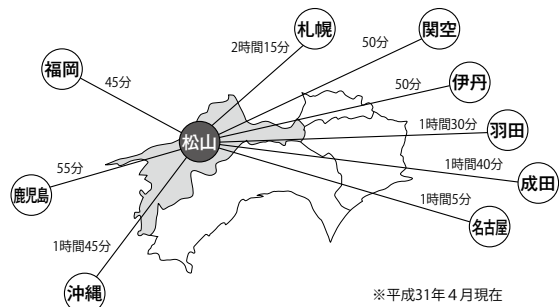 札幌
2時間15分
関空
50分
福岡
45分
伊丹
50分
羽田
1時間30分
松山
成田
1時間40分
鹿児島
55分
名古屋
1時間5分
沖縄
1時間45分
※平成31年4月現在